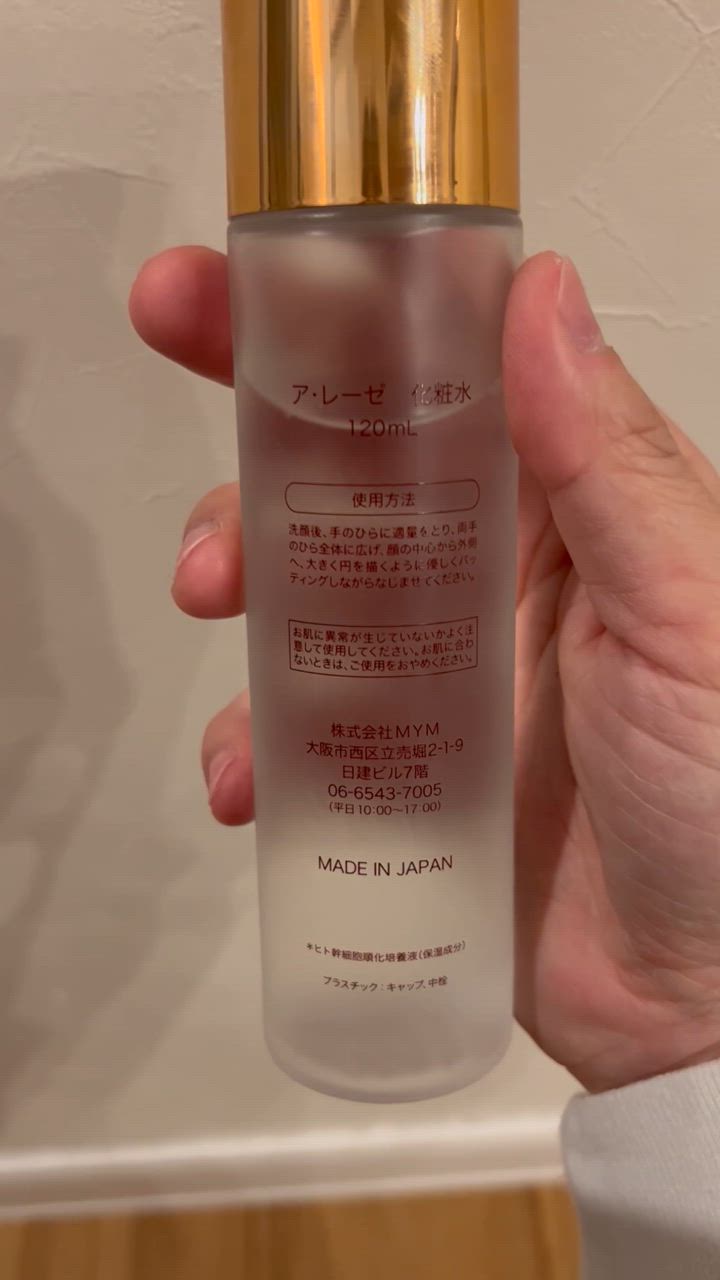 ア・レーゼ 化粧水
120mL
使用方法
洗顔後、手のひらに適量をとり、両手
のひら全体に広げ、顔の中心から外側
へ、大きく円を描くように優しくパッ
ティングしながらなじませてください。
お肌に異常が生じていないかよく注
意して使用してください。お肌に合わ
ないときは、ご使用をおやめください。
株式会社MYM
大阪市西区立売堀2-1-9
日建ビル7階
06-6543-7005
(平日10:00〜17:00)
MADE IN JAPAN
*ヒト幹細胞順化培養液(保湿成分)
プラスチック:キャップ、中栓